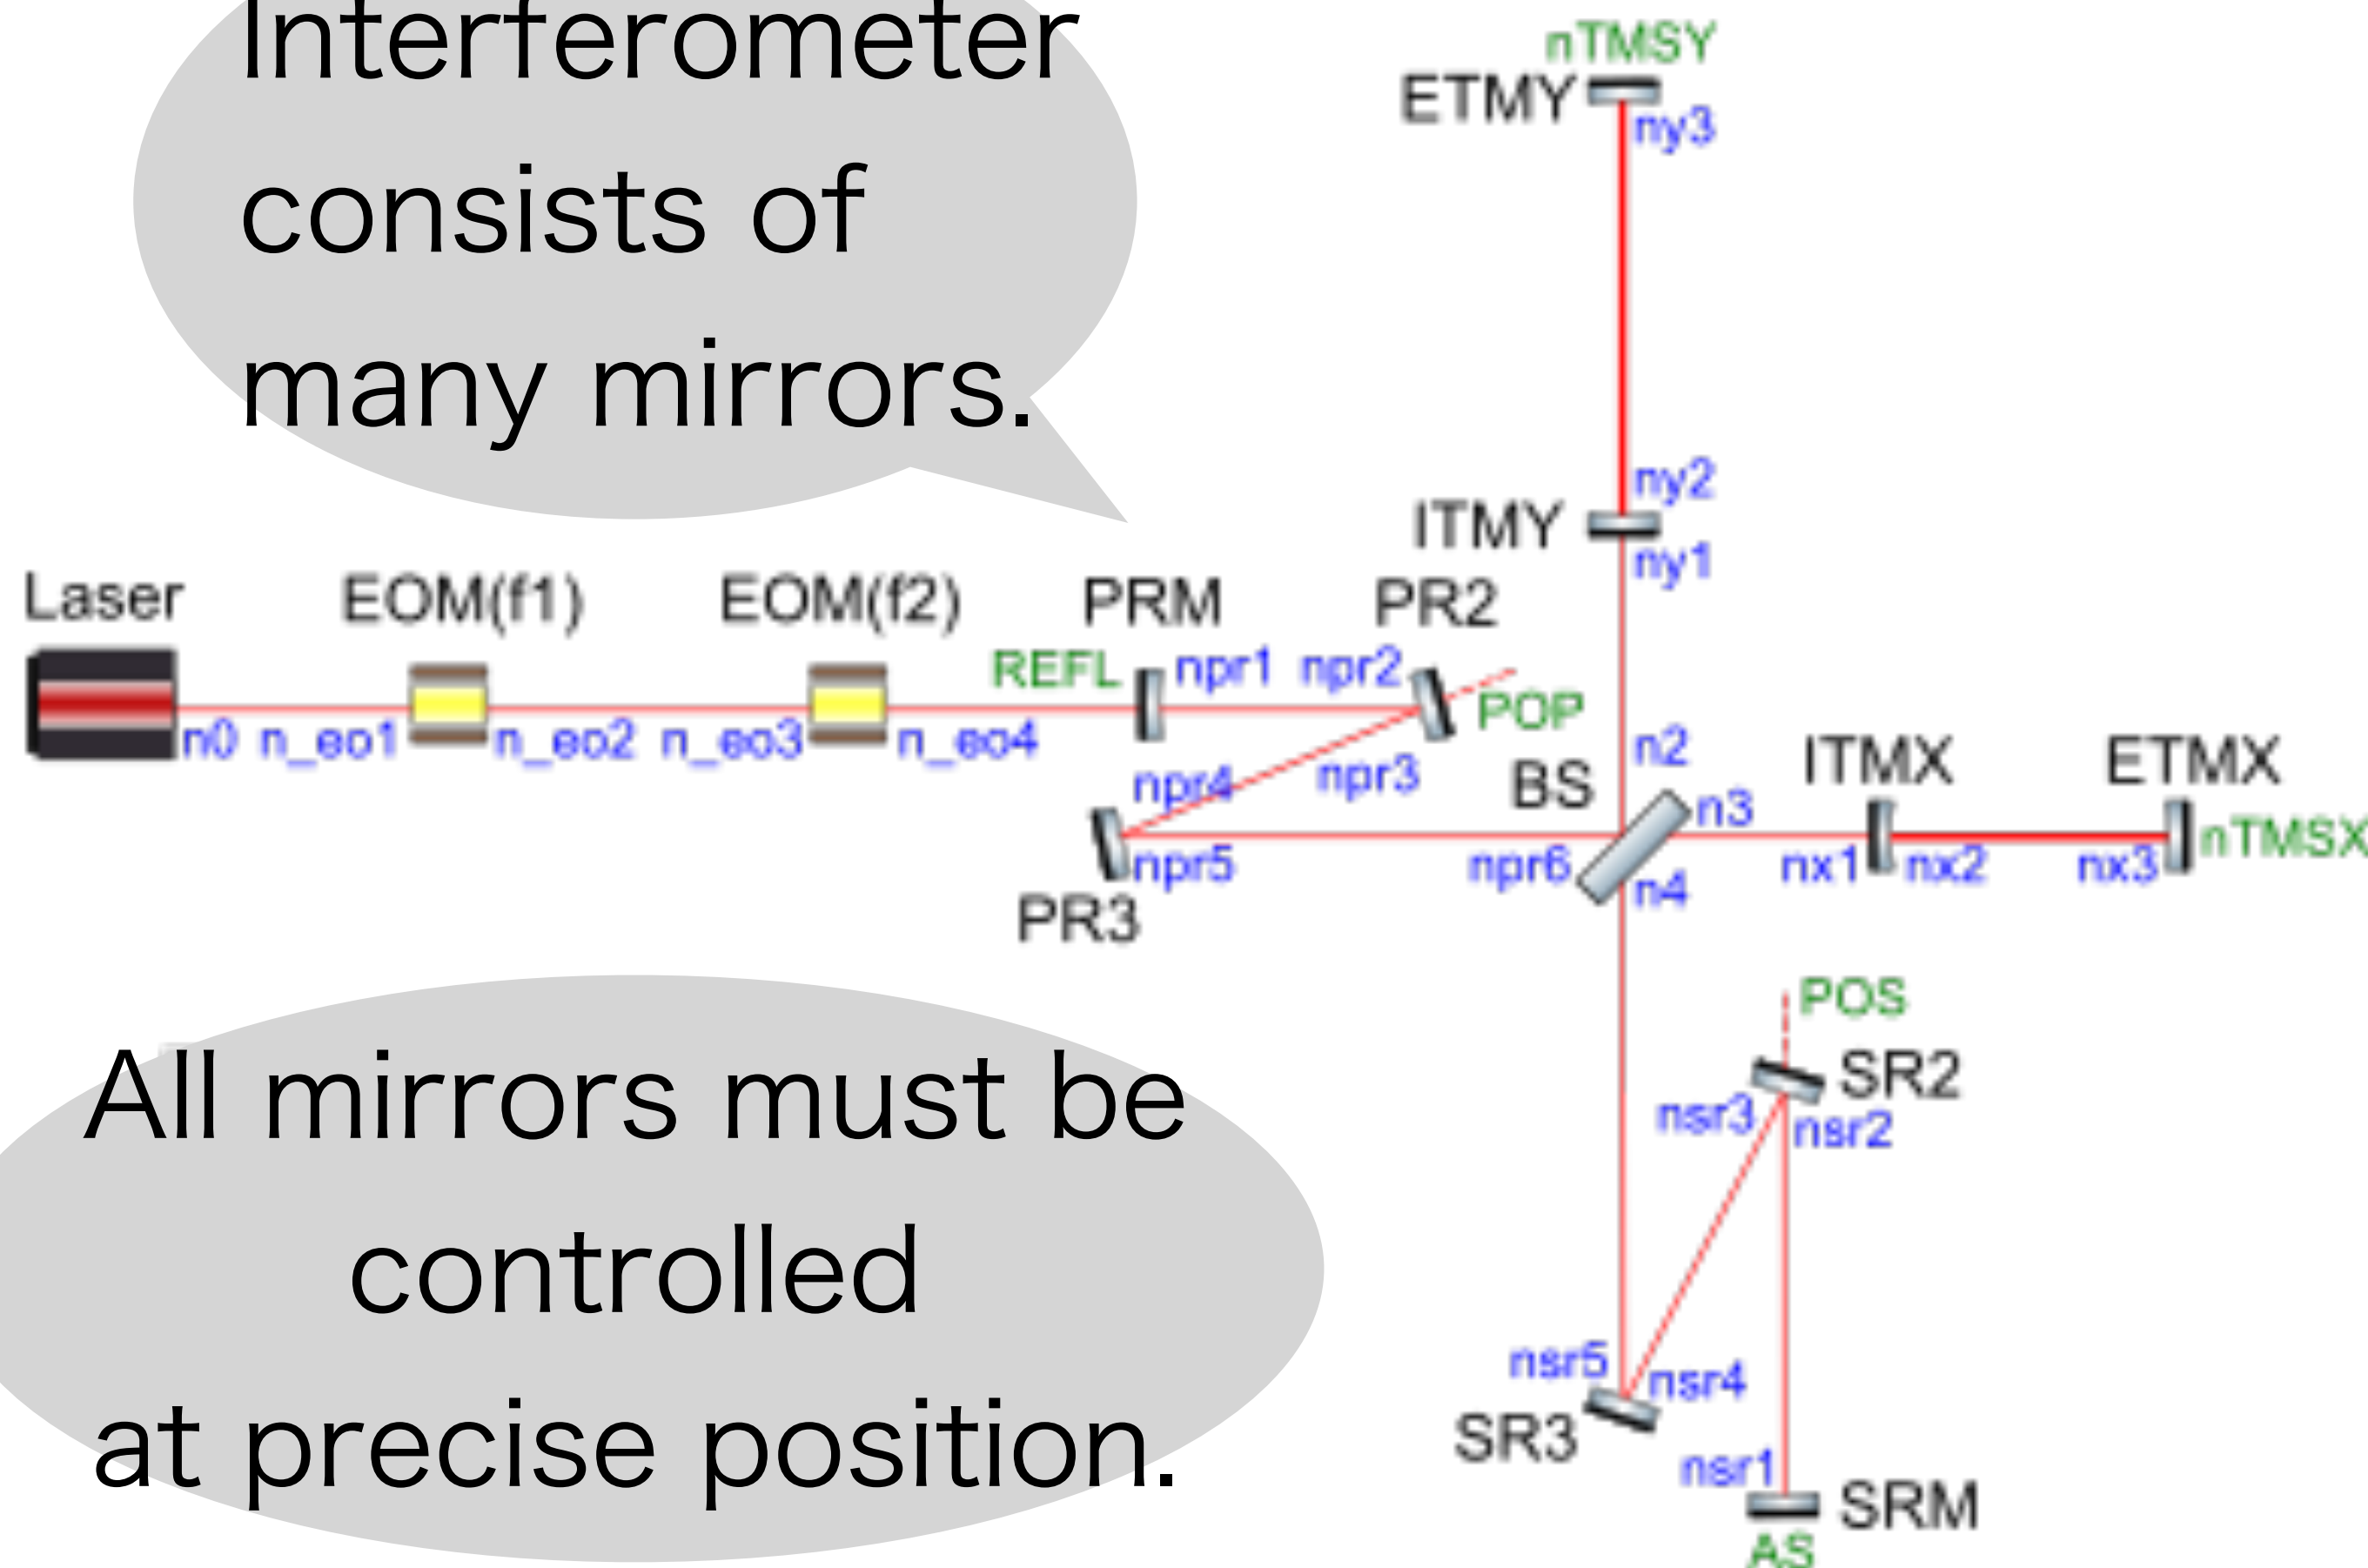 Interferometer
consists of
many mirrors.
nTMSY
ETMY
ny3
ny2
ITMY
ny1
Laser
EOM(f1)
EOM(f2)
PRM
PR2
REFL
npr1
npr2
POP
n0
n_eo1
n_eo2
n_eo3
n_eo4
npr4
npr3
BS
n2
n3
ITMX
ETMX
nTMSX
npr5
npr6
n4
nx1
nx2
nx3
PR3
POS
SR2
nsr3
nsr2
All mirrors must be
controlled
at precise position.
nsr5
nsr4
SR3
nsr1
SRM
AS